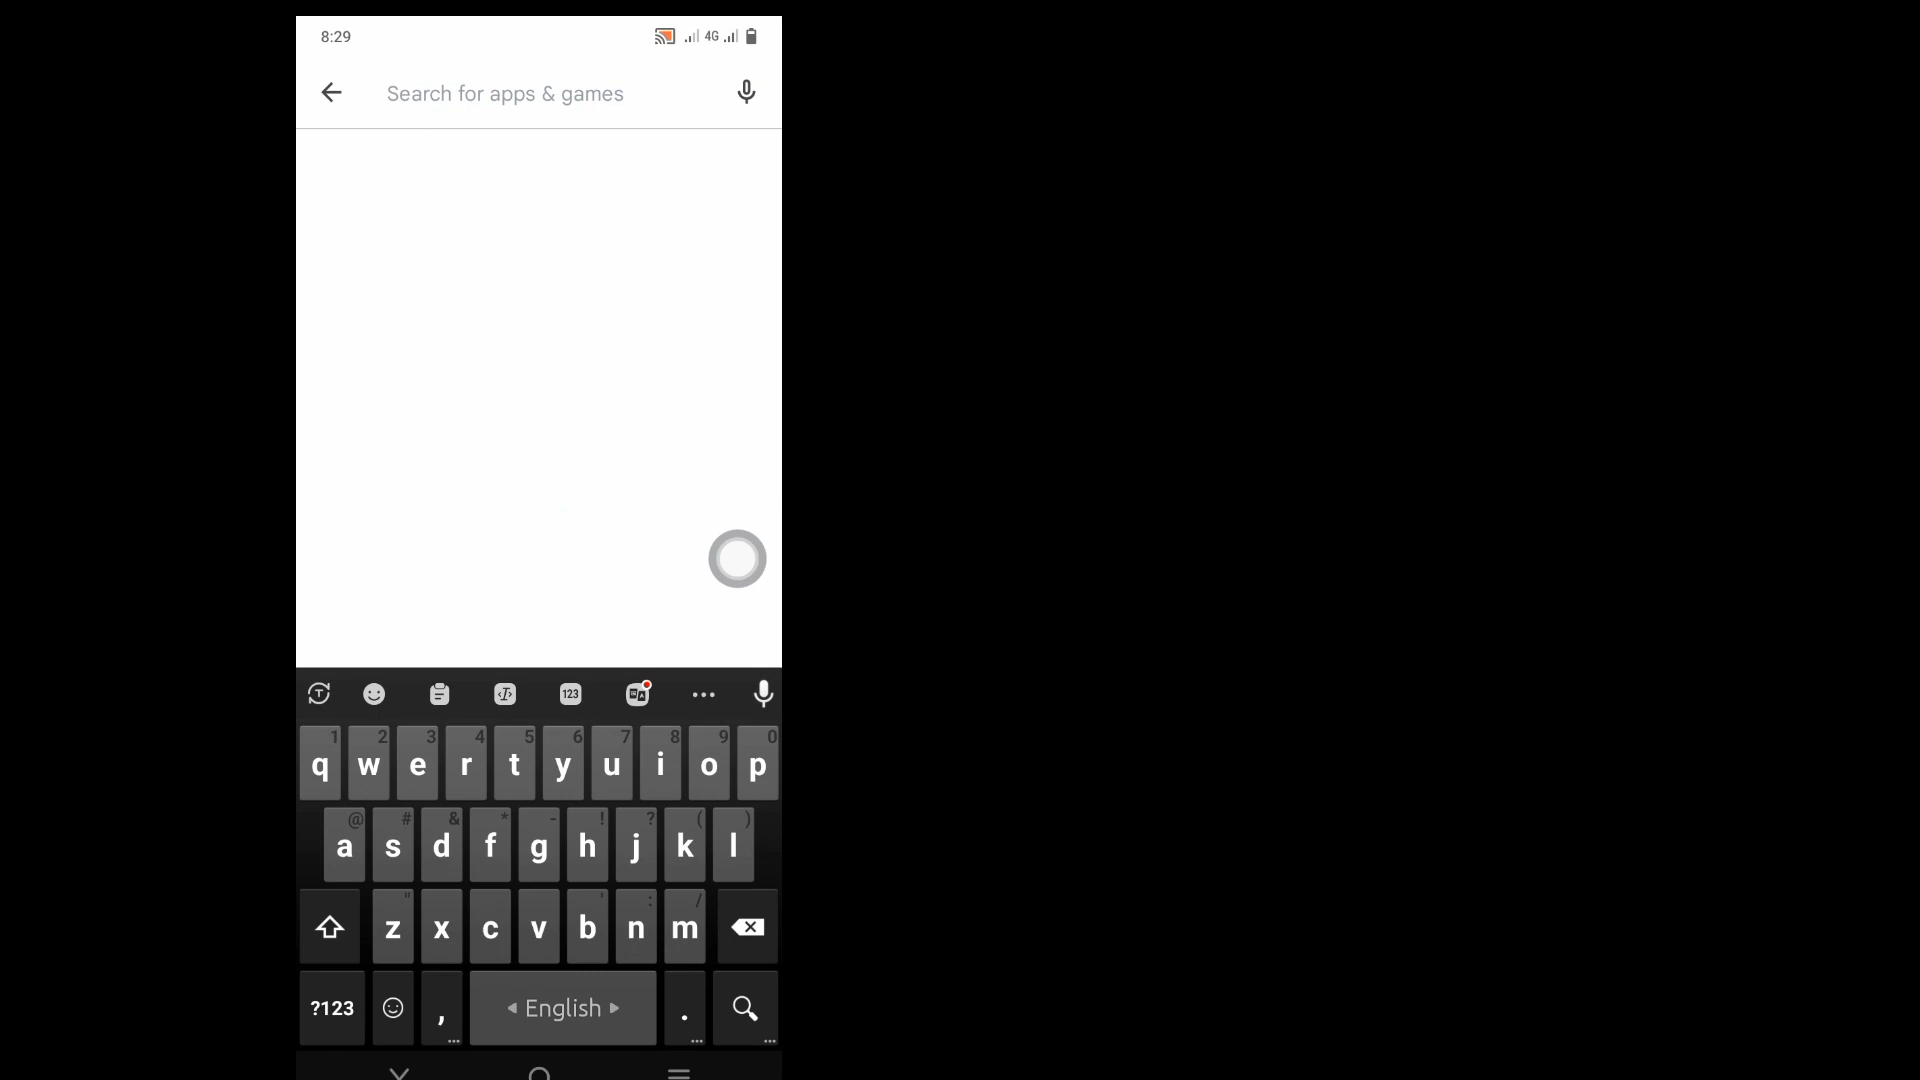 8:29 4G
Search for apps & games
T 123
1 2 3 4 5 6 7 8 9 0
q w e r t y u i o p
@ # & * - ! ? ( )
a s d f g h j k l
" ' : /
z x c v b n m
?123 , English .